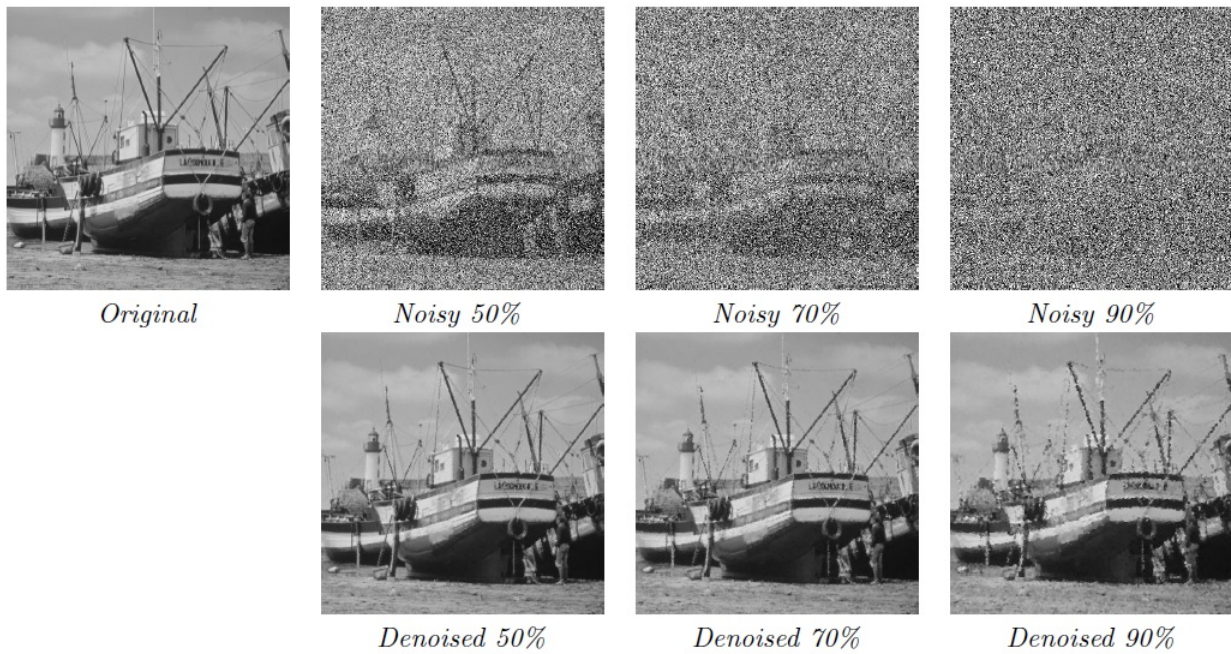 Original
Noisy 50%
Noisy 70%
Noisy 90%
Denoised 50%
Denoised 70%
Denoised 90%